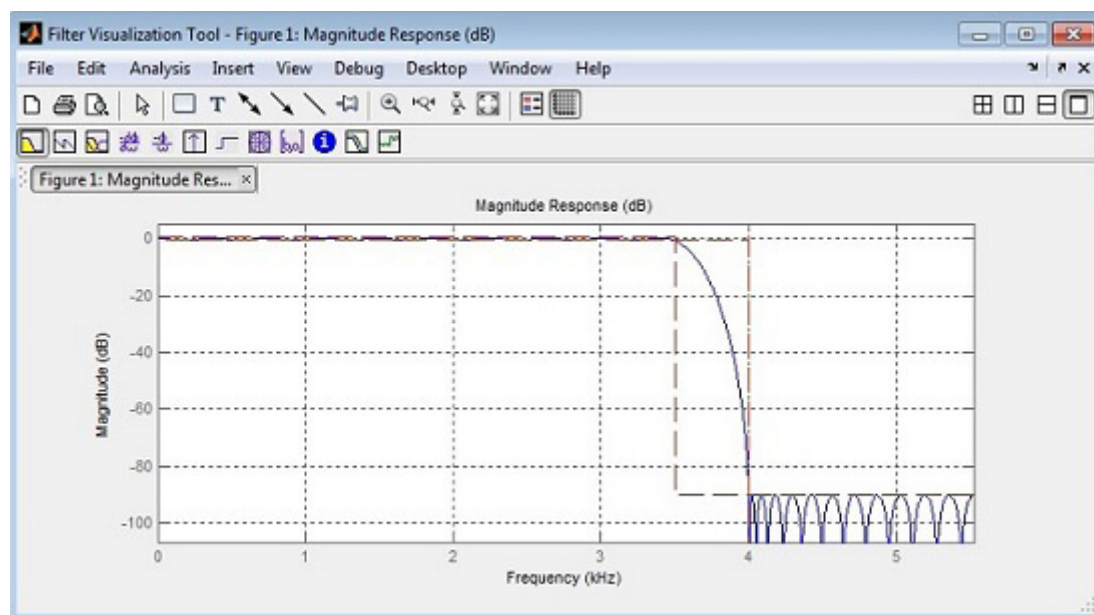 Filter Visualization Tool - Figure 1: Magnitude Response (dB)
File Edit Analysis Insert View Debug Desktop Window Help
Figure 1: Magnitude Res... ×
Magnitude Response (dB)
Magnitude (dB)
0
-20
-40
-60
-80
-100
0 1 2 3 4 5
Frequency (kHz)